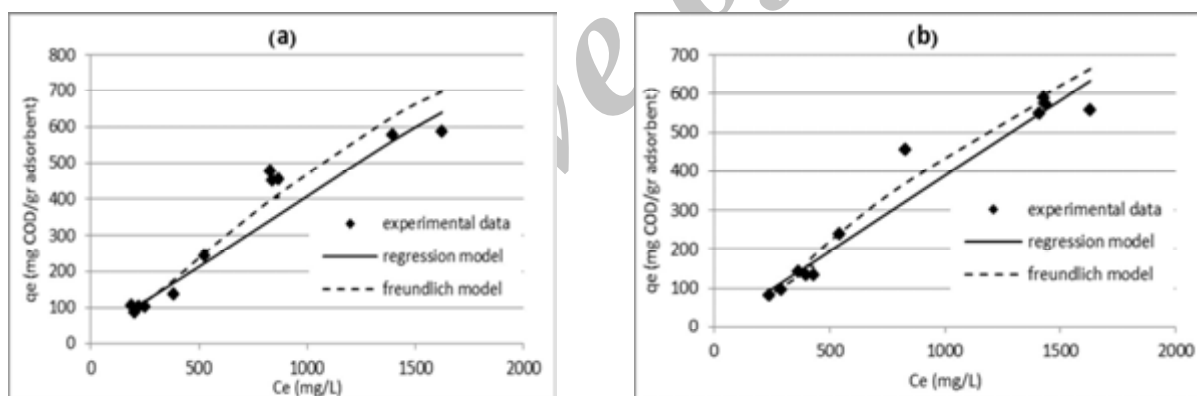 (a)
800
700
600
500
400
300
200
100
0
qe (mg COD/gr adsorbent)
experimental data
regression model
freundlich model
0 500 1000 1500 2000
Ce (mg/L)
(b)
700
600
500
400
300
200
100
0
qe (mg COD/gr adsorbent)
experimental data
regression model
freundlich model
0 500 1000 1500 2000
Ce (mg/L)